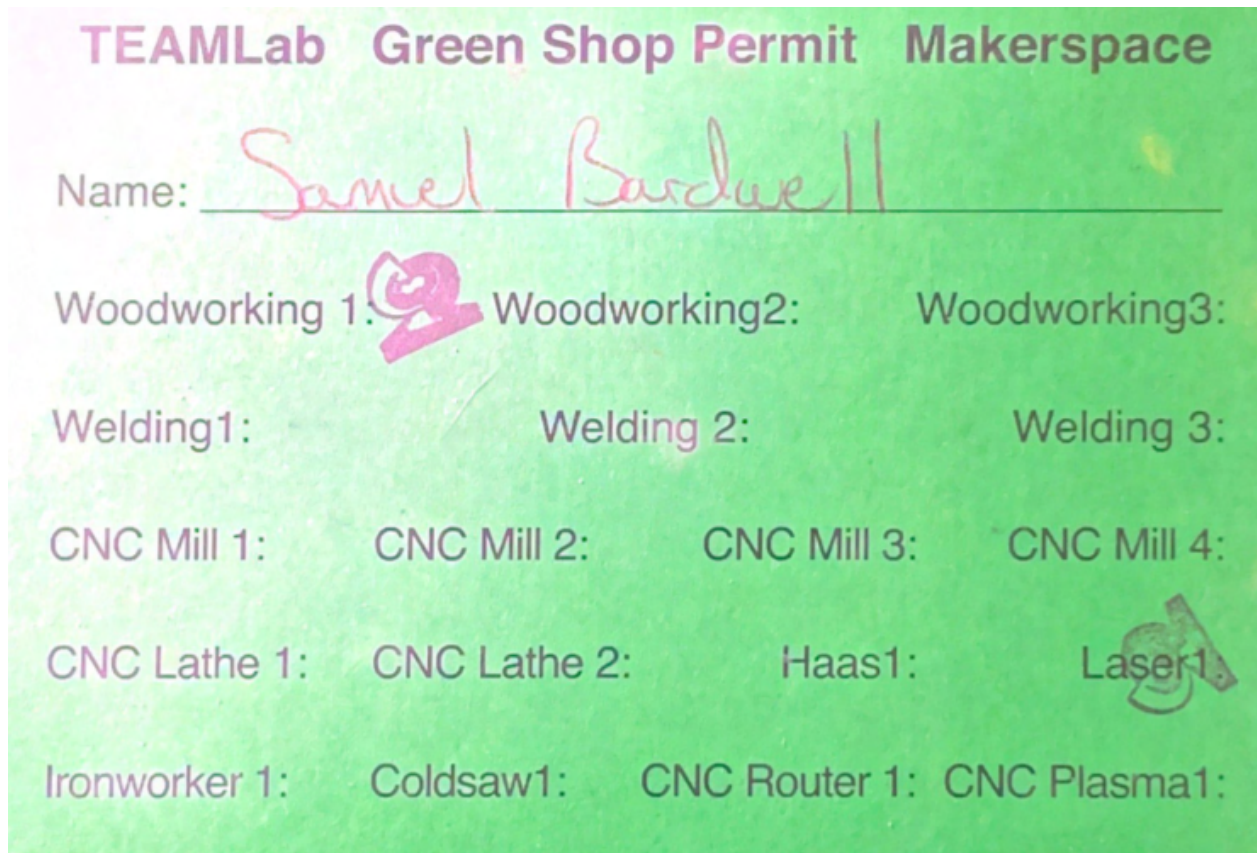 TEAMLab Green Shop Permit Makerspace
Name: Samuel Bardwell
Woodworking 1: Woodworking2: Woodworking3:
Welding1: Welding 2: Welding 3:
CNC Mill 1: CNC Mill 2: CNC Mill 3: CNC Mill 4:
CNC Lathe 1: CNC Lathe 2: Haas1: Laser1
Ironworker 1: Coldsaw1: CNC Router 1: CNC Plasma1: